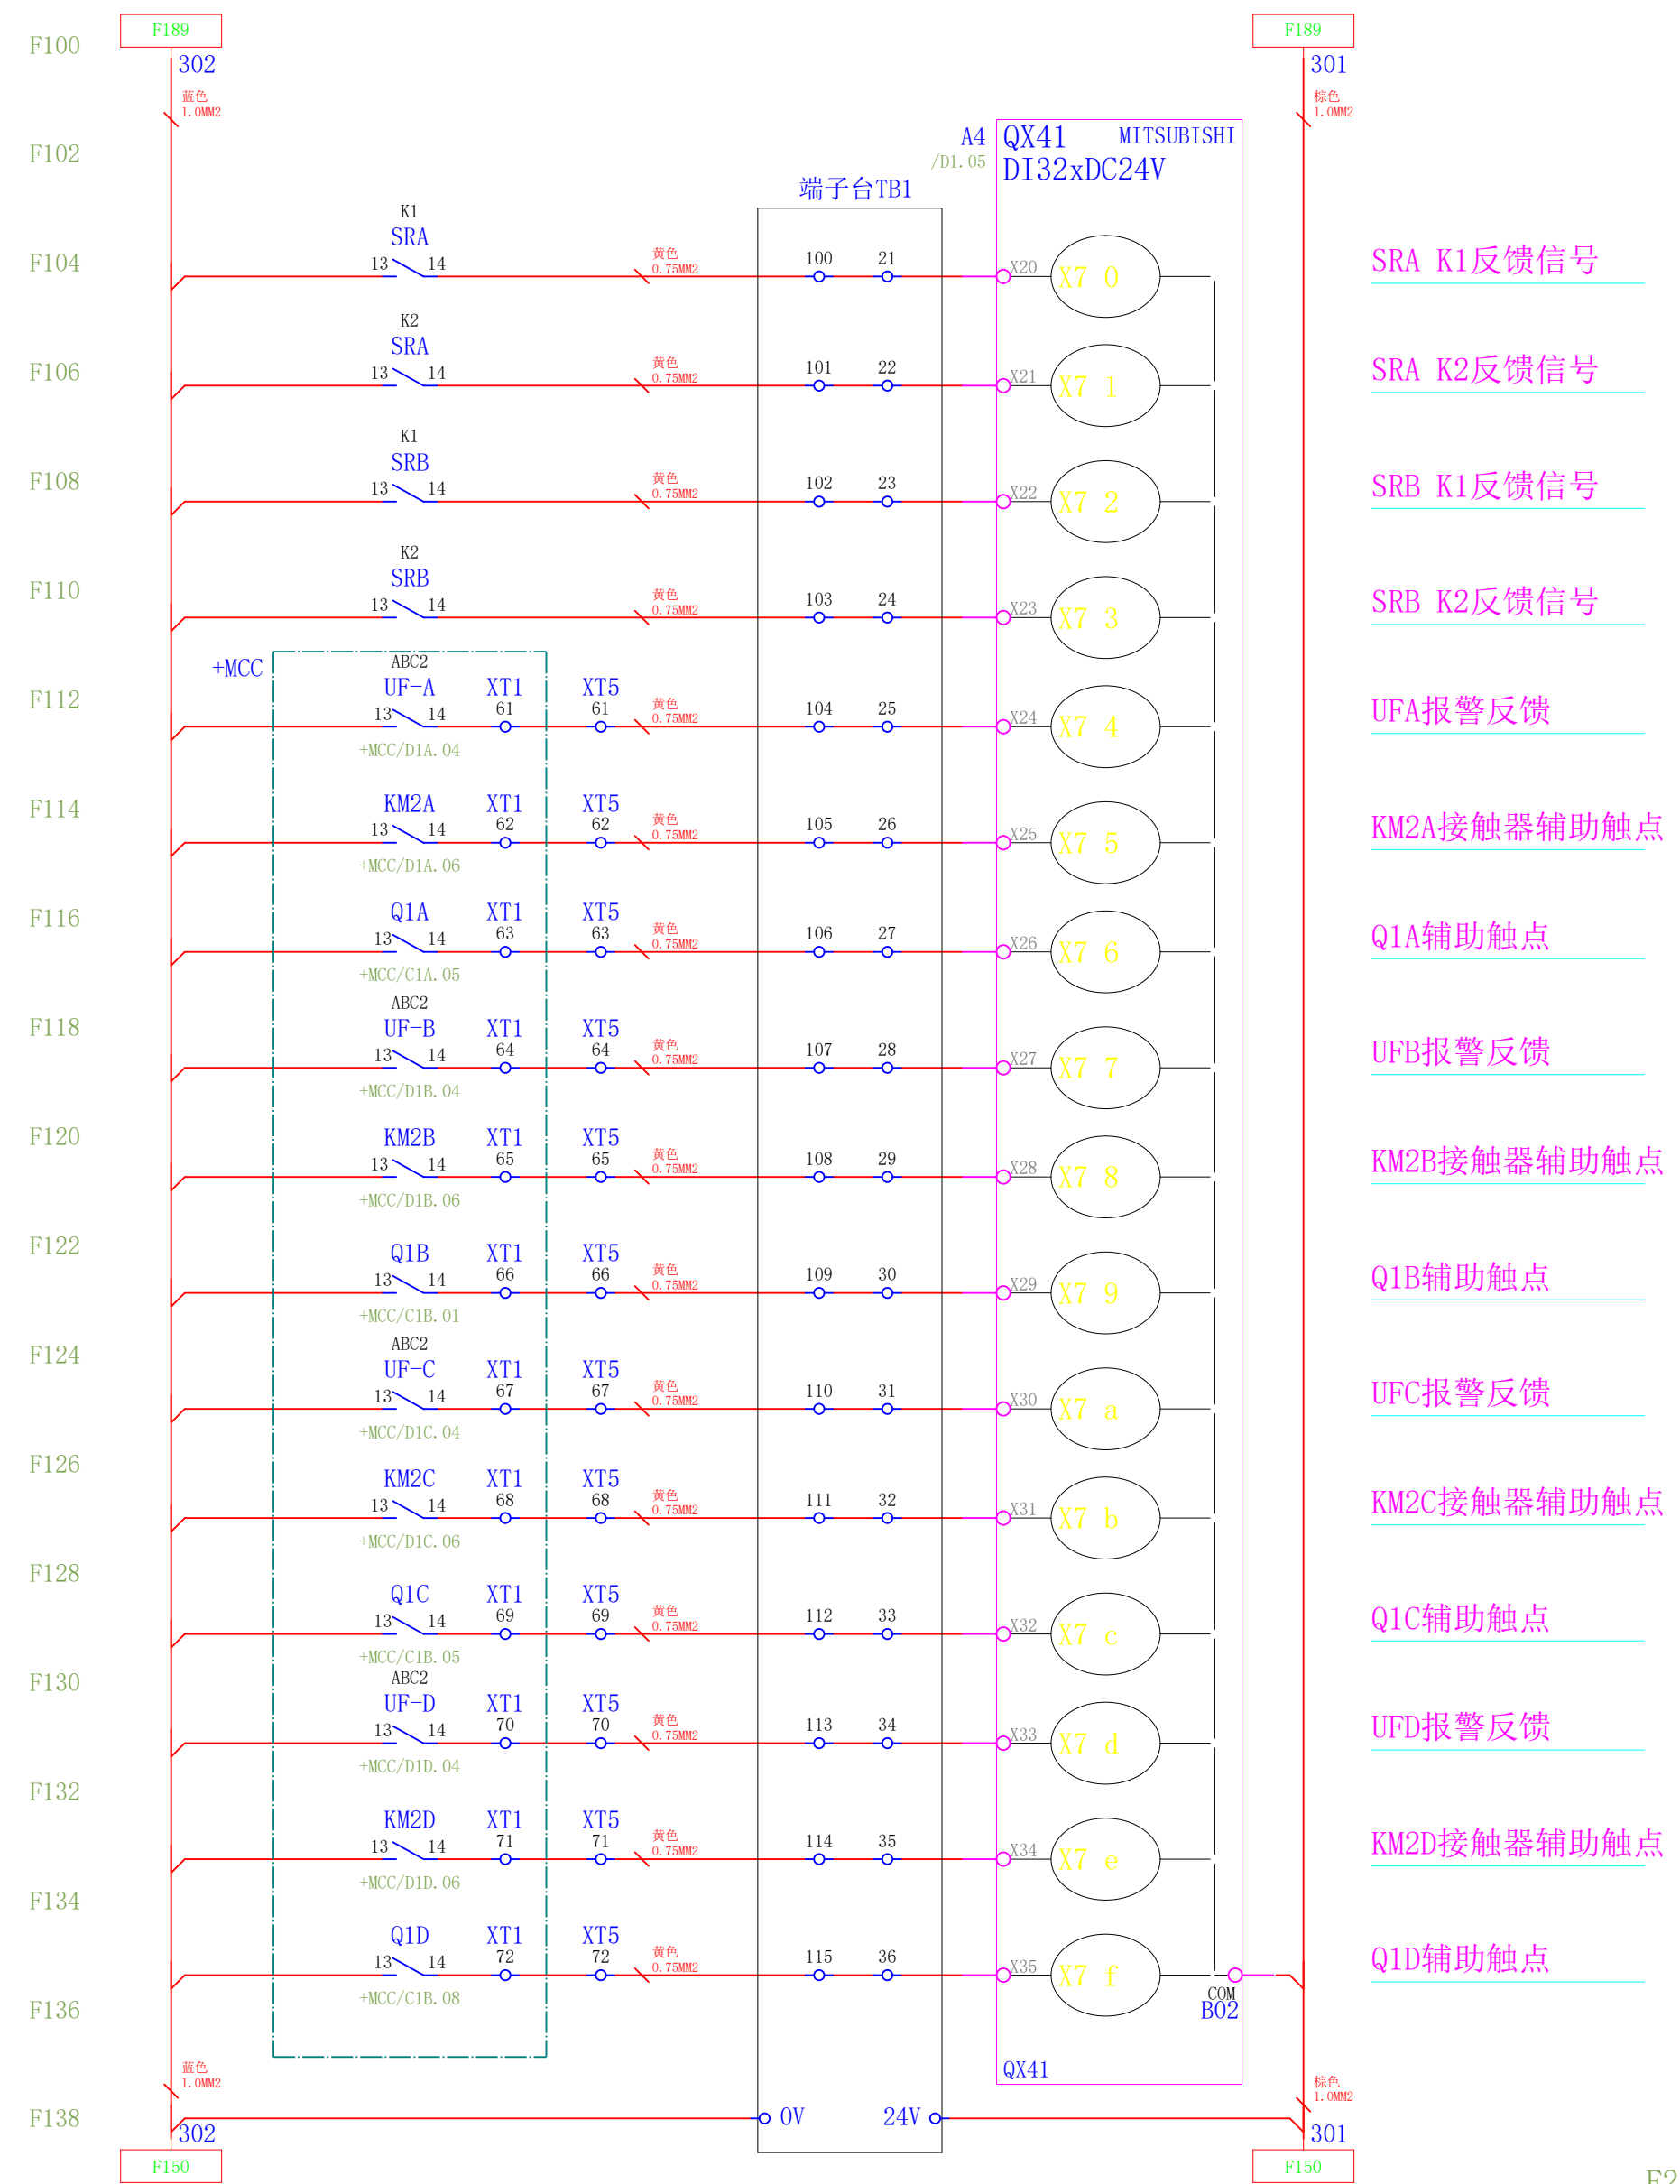 F100
F189
F189
302
301
蓝色
1.0MM2
棕色
1.0MM2
F102
A4
/D1.05
QX41
MITSUBISHI
DI32xDC24V
端子台TB1
F104
K1
SRA
13
14
黄色
0.75MM2
100
21
X20
X7 0
SRA K1反馈信号
F106
K2
SRA
13
14
黄色
0.75MM2
101
22
X21
X7 1
SRA K2反馈信号
F108
K1
SRB
13
14
黄色
0.75MM2
102
23
X22
X7 2
SRB K1反馈信号
F110
K2
SRB
13
14
黄色
0.75MM2
103
24
X23
X7 3
SRB K2反馈信号
+MCC
F112
ABC2
UF-A
13
14
+MCC/D1A.04
XT1
61
XT5
61
黄色
0.75MM2
104
25
X24
X7 4
UFA报警反馈
F114
KM2A
13
14
+MCC/D1A.06
XT1
62
XT5
62
黄色
0.75MM2
105
26
X25
X7 5
KM2A接触器辅助触点
F116
Q1A
13
14
+MCC/C1A.05
XT1
63
XT5
63
黄色
0.75MM2
106
27
X26
X7 6
Q1A辅助触点
F118
ABC2
UF-B
13
14
+MCC/D1B.04
XT1
64
XT5
64
黄色
0.75MM2
107
28
X27
X7 7
UFB报警反馈
F120
KM2B
13
14
+MCC/D1B.06
XT1
65
XT5
65
黄色
0.75MM2
108
29
X28
X7 8
KM2B接触器辅助触点
F122
Q1B
13
14
+MCC/C1B.01
XT1
66
XT5
66
黄色
0.75MM2
109
30
X29
X7 9
Q1B辅助触点
F124
ABC2
UF-C
13
14
+MCC/D1C.04
XT1
67
XT5
67
黄色
0.75MM2
110
31
X30
X7 a
UFC报警反馈
F126
KM2C
13
14
+MCC/D1C.06
XT1
68
XT5
68
黄色
0.75MM2
111
32
X31
X7 b
KM2C接触器辅助触点
F128
Q1C
13
14
+MCC/C1B.05
XT1
69
XT5
69
黄色
0.75MM2
112
33
X32
X7 c
Q1C辅助触点
F130
ABC2
UF-D
13
14
+MCC/D1D.04
XT1
70
XT5
70
黄色
0.75MM2
113
34
X33
X7 d
UFD报警反馈
F132
KM2D
13
14
+MCC/D1D.06
XT1
71
XT5
71
黄色
0.75MM2
114
35
X34
X7 e
KM2D接触器辅助触点
F134
Q1D
13
14
+MCC/C1B.08
XT1
72
XT5
72
黄色
0.75MM2
115
36
X35
X7 f
Q1D辅助触点
F136
COM
B02
QX41
蓝色
1.0MM2
棕色
1.0MM2
F138
0V
24V
302
301
F150
F150